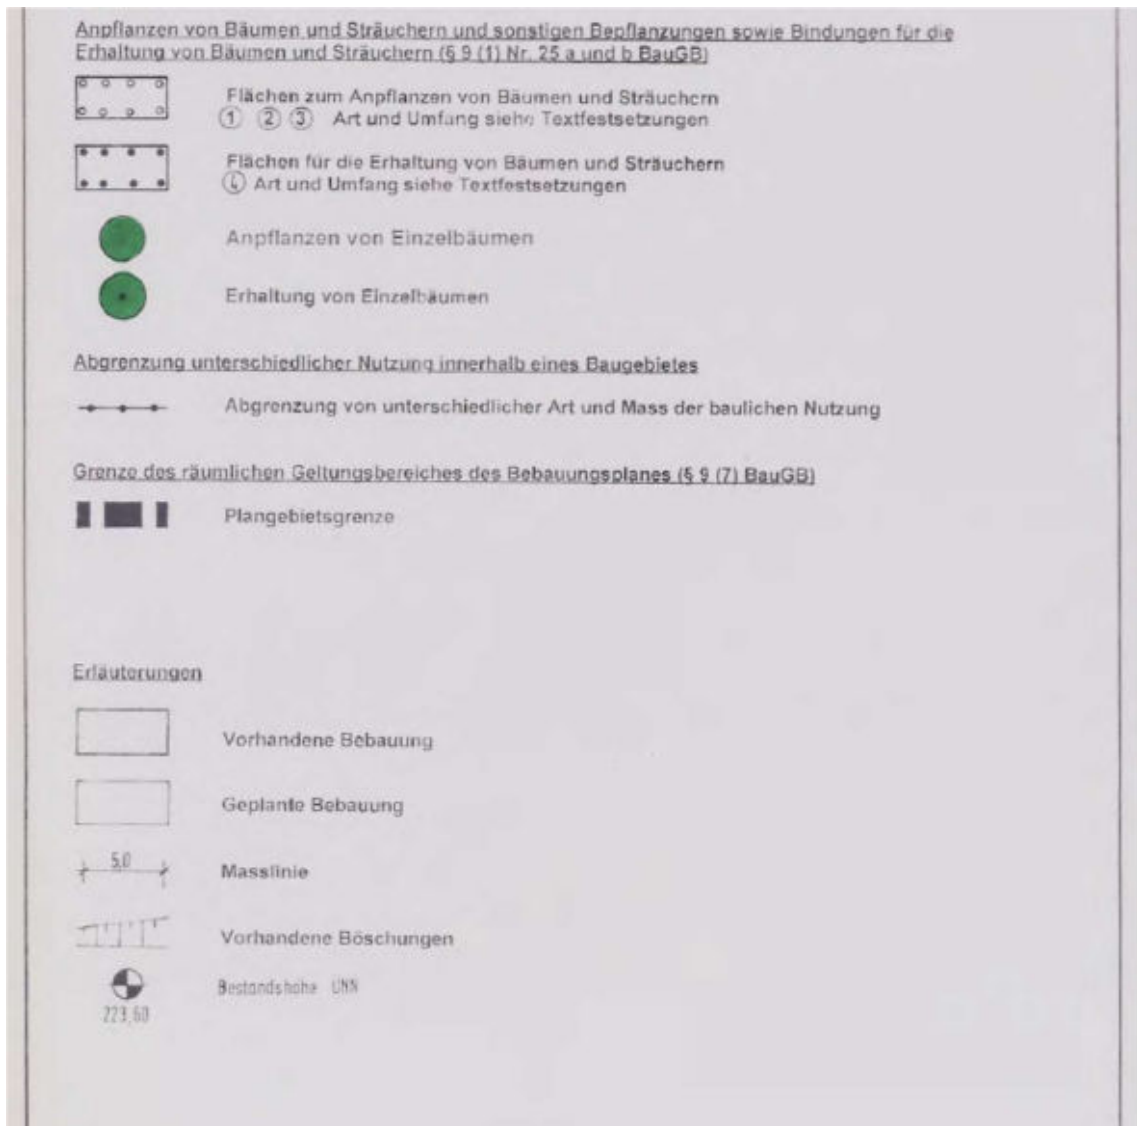 Anpflanzen von Bäumen und Sträuchern und sonstigen Bepflanzungen sowie Bindungen für die
Erhaltung von Bäumen und Sträuchern (§ 9 (1) Nr. 25 a und b BauGB)
Flächen zum Anpflanzen von Bäumen und Sträuchern
① ② ③ Art und Umfang siehe Textfestsetzungen
Flächen für die Erhaltung von Bäumen und Sträuchern
④ Art und Umfang siehe Textfestsetzungen
Anpflanzen von Einzelbäumen
Erhaltung von Einzelbäumen
Abgrenzung unterschiedlicher Nutzung innerhalb eines Baugebietes
Abgrenzung von unterschiedlicher Art und Mass der baulichen Nutzung
Grenze des räumlichen Geltungsbereiches des Bebauungsplanes (§ 9 (7) BauGB)
Plangebietsgrenze
Erläuterungen
Vorhandene Bebauung
Geplante Bebauung
5,0 Masslinie
Vorhandene Böschungen
Bestandshöhe ÜNN
223,60